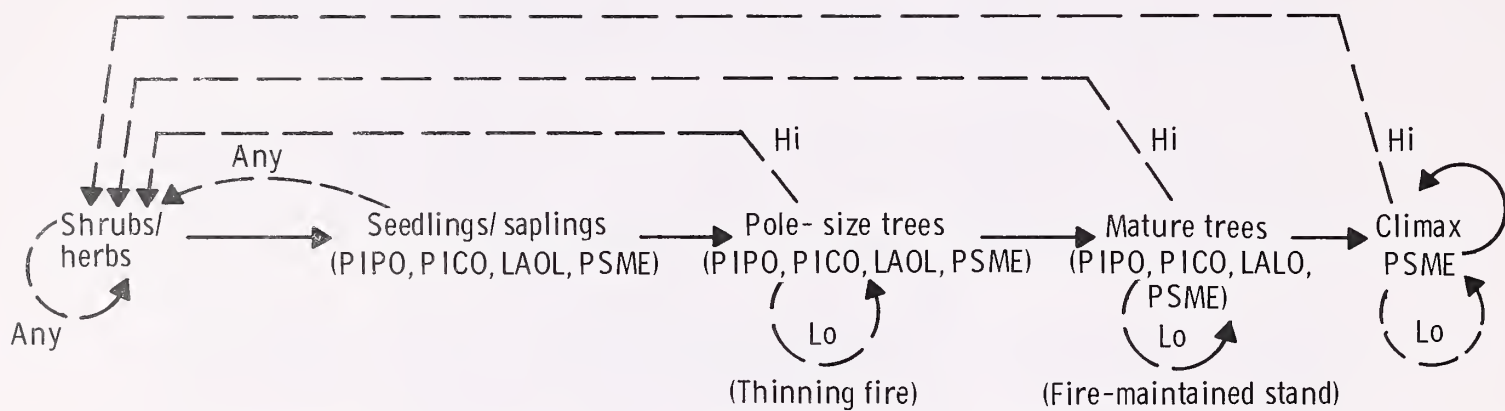 Hi
Hi
Hi
Any
Shrubs/
herbs
Any
Seedlings/saplings
(PIPO, PICO, LAOL, PSME)
Pole-size trees
(PIPO, PICO, LAOL, PSME)
Lo
(Thinning fire)
Mature trees
(PIPO, PICO, LALO,
PSME)
Lo
(Fire-maintained stand)
Climax
PSME
Lo